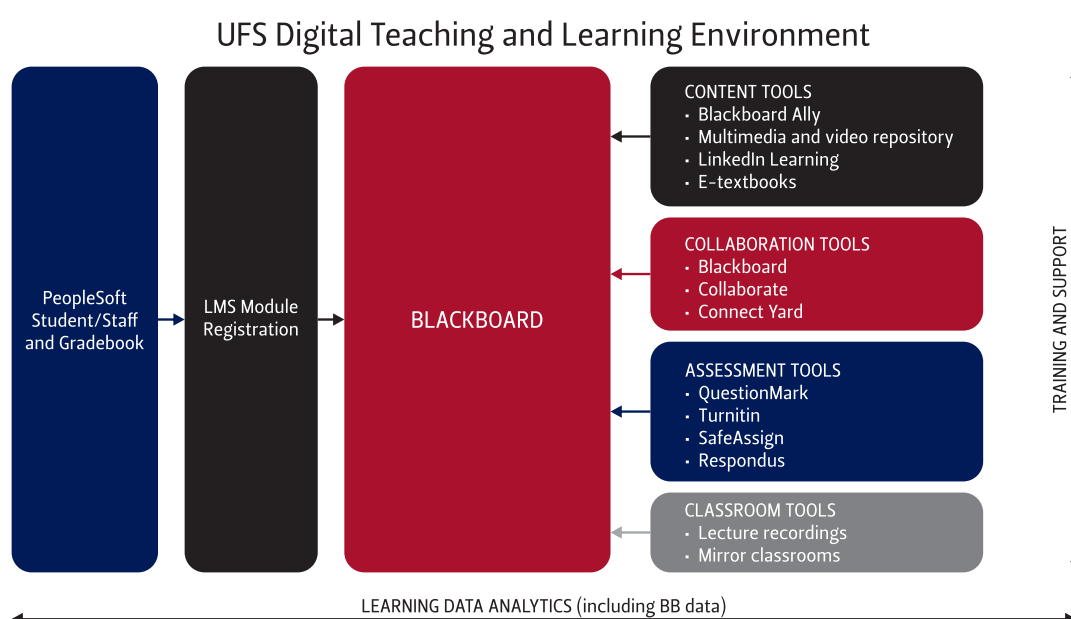 UFS Digital Teaching and Learning Environment
PeopleSoft
Student/Staff
and Gradebook
LMS Module
Registration
BLACKBOARD
CONTENT TOOLS
• Blackboard Ally
• Multimedia and video repository
• LinkedIn Learning
• E-textbooks
COLLABORATION TOOLS
• Blackboard
• Collaborate
• Connect Yard
ASSESSMENT TOOLS
• QuestionMark
• Turnitin
• SafeAssign
• Respondus
CLASSROOM TOOLS
• Lecture recordings
• Mirror classrooms
TRAINING AND SUPPORT
LEARNING DATA ANALYTICS (including BB data)